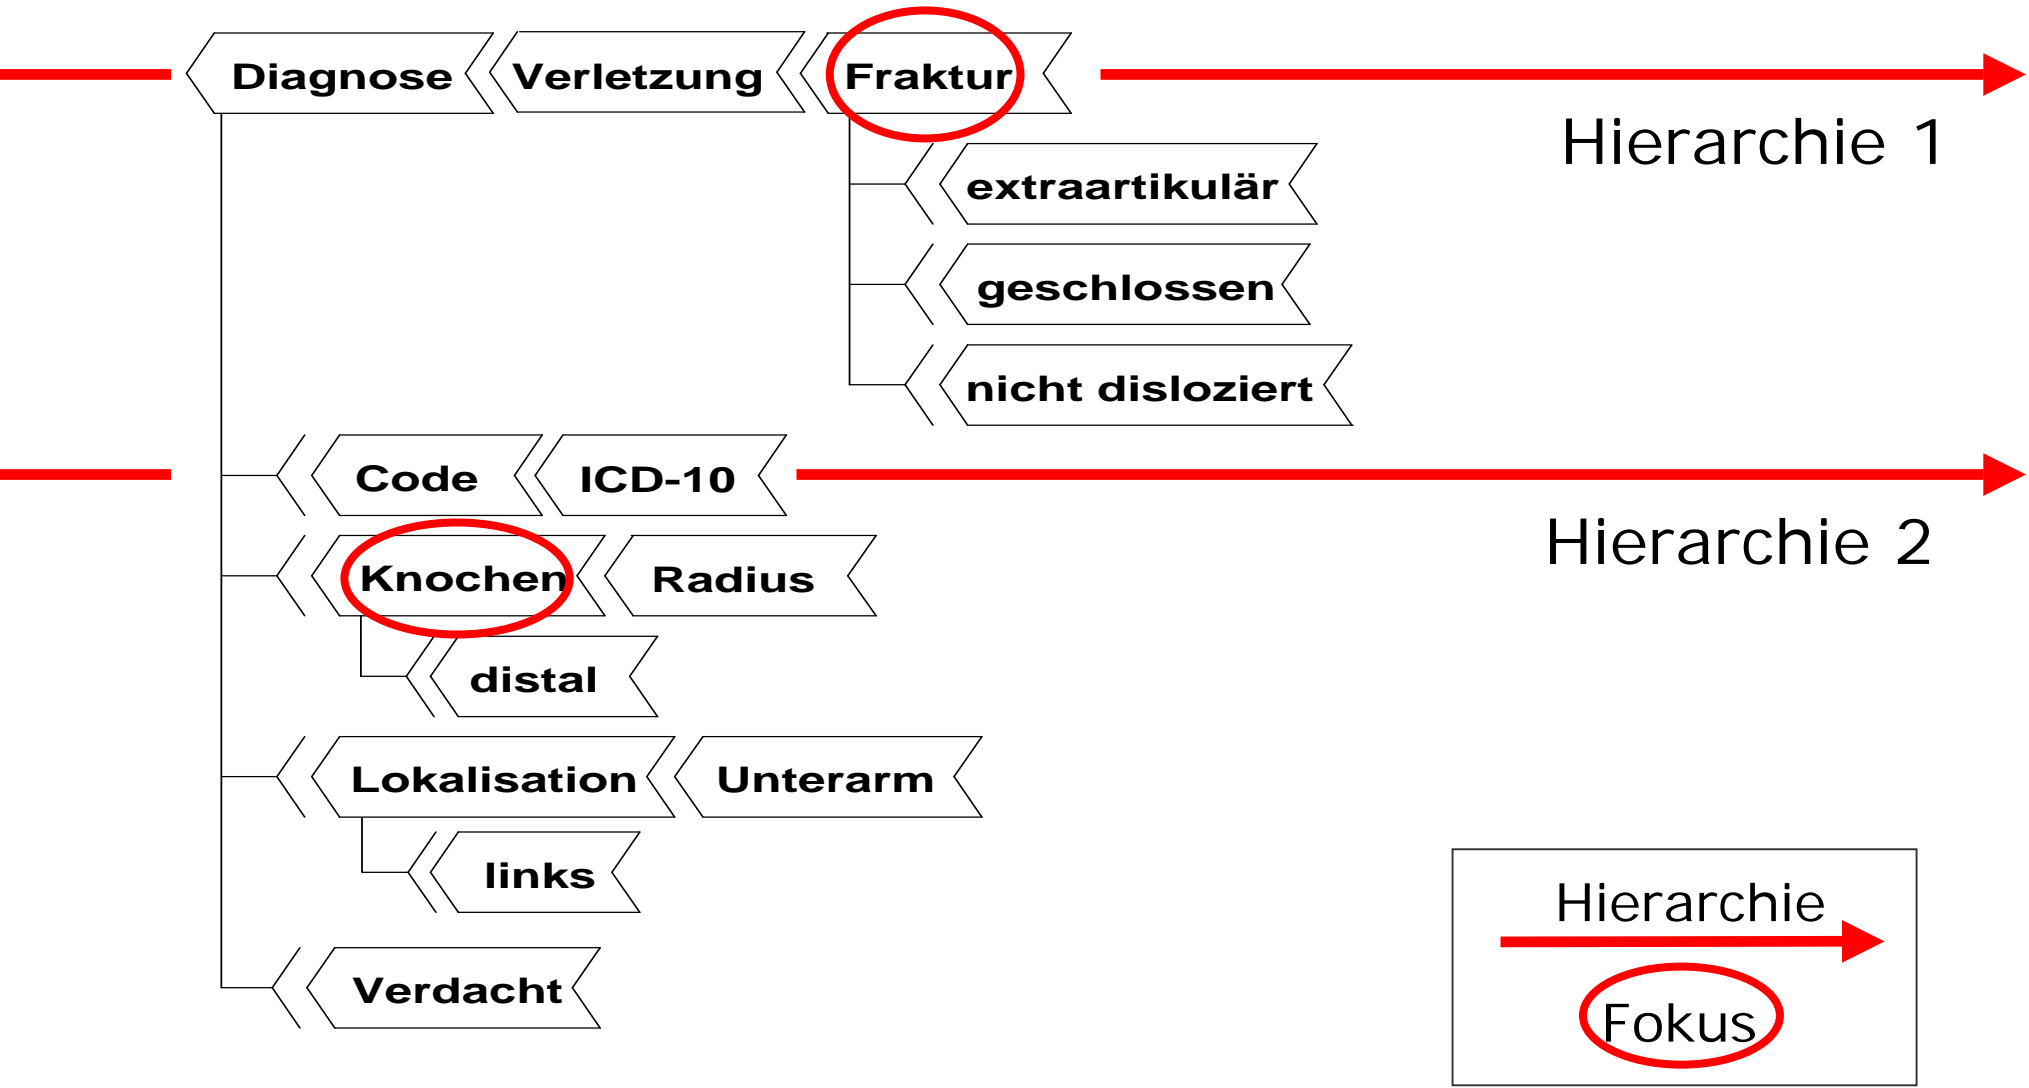 Diagnose Verletzung Fraktur
Hierarchie 1
extraartikulär
geschlossen
nicht disloziert
Code ICD-10
Hierarchie 2
Knochen Radius
distal
Lokalisation Unterarm
links
Verdacht
Hierarchie
Fokus